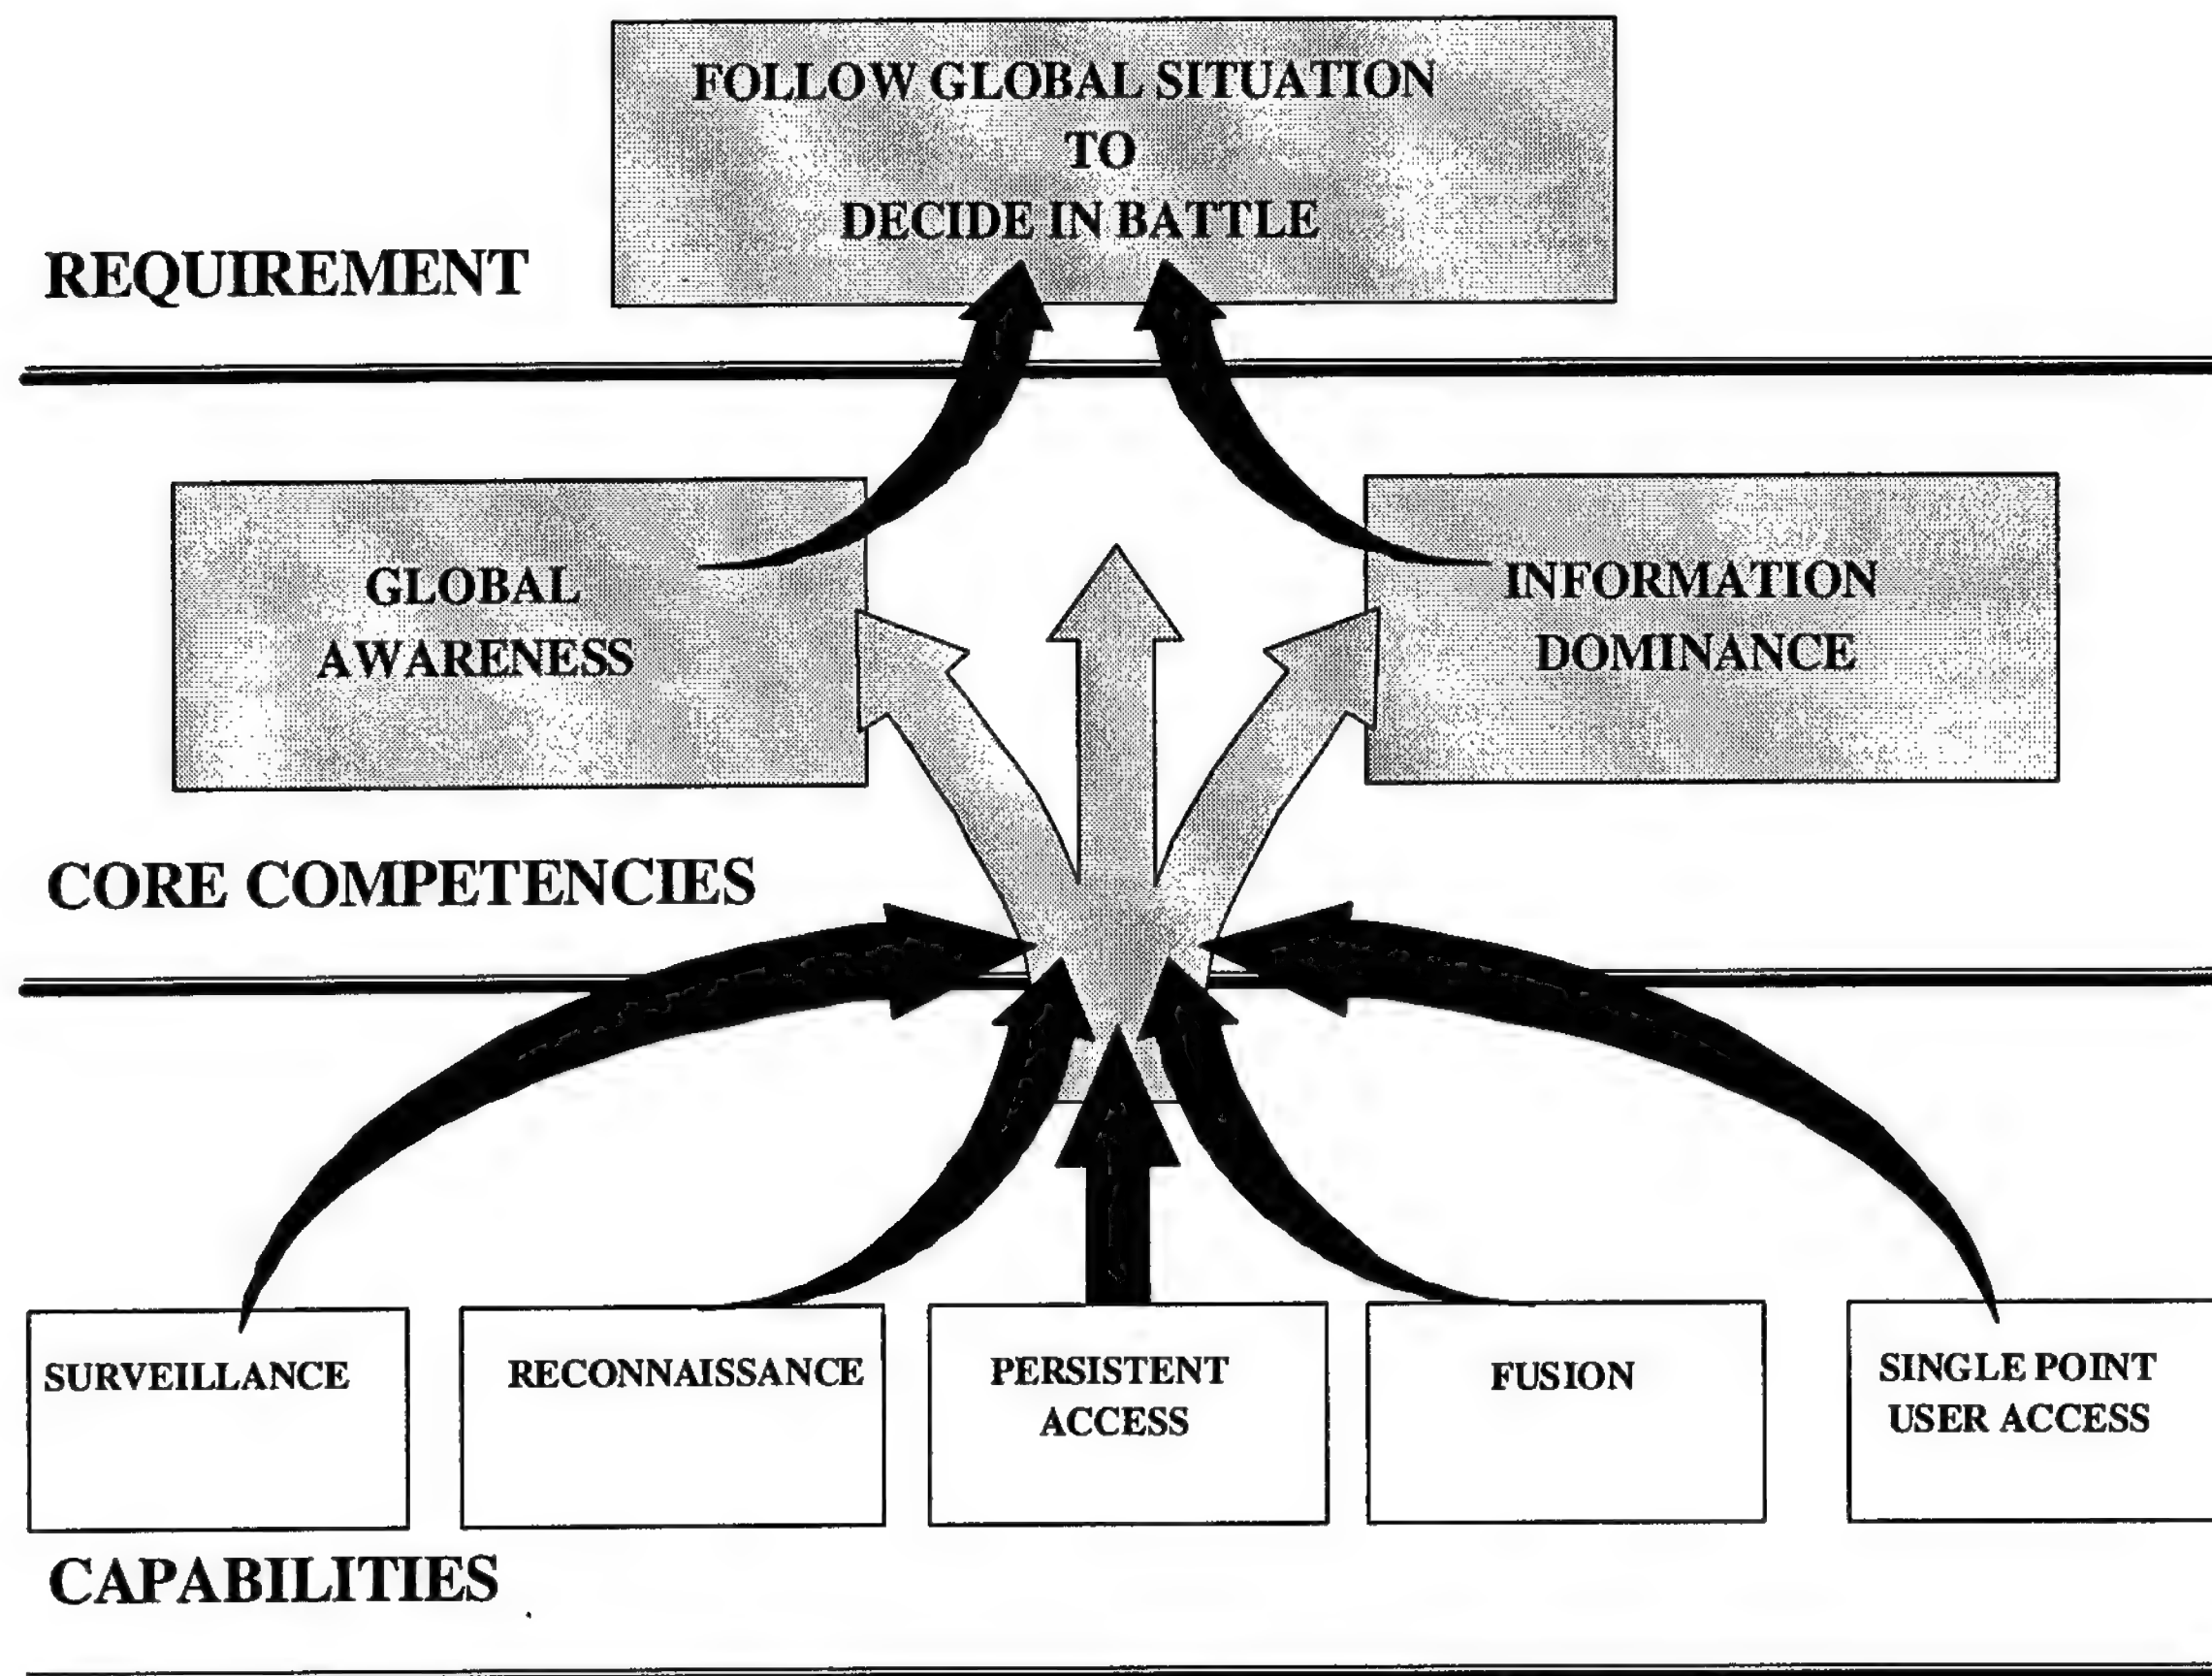 FOLLOW GLOBAL SITUATION
TO
DECIDE IN BATTLE
REQUIREMENT
GLOBAL
AWARENESS
INFORMATION
DOMINANCE
CORE COMPETENCIES
SURVEILLANCE
RECONNAISSANCE
PERSISTENT
ACCESS
FUSION
SINGLE POINT
USER ACCESS
CAPABILITIES